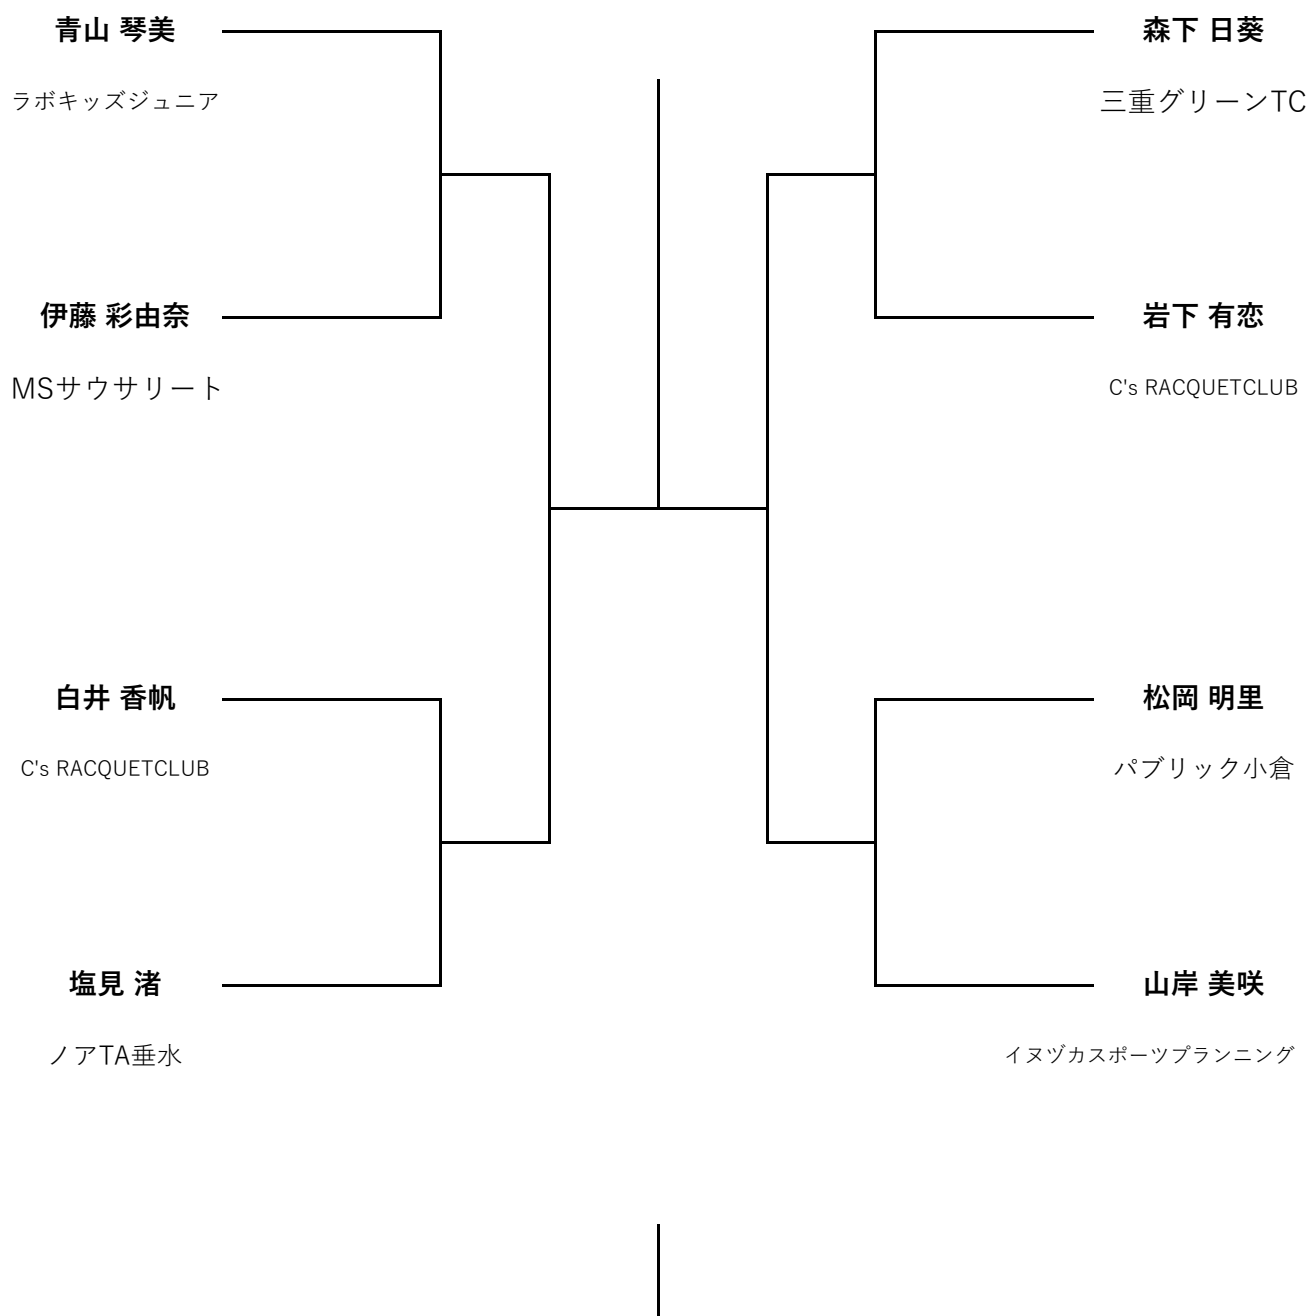 青山 琴美
ラボキッズジュニア
伊藤 彩由奈
MSサウサリート
白井 香帆
C's RACQUETCLUB
塩見 渚
ノアTA垂水
森下 日葵
三重グリーンTC
岩下 有恋
C's RACQUETCLUB
松岡 明里
パブリック小倉
山岸 美咲
イヌヅカスポーツプランニング